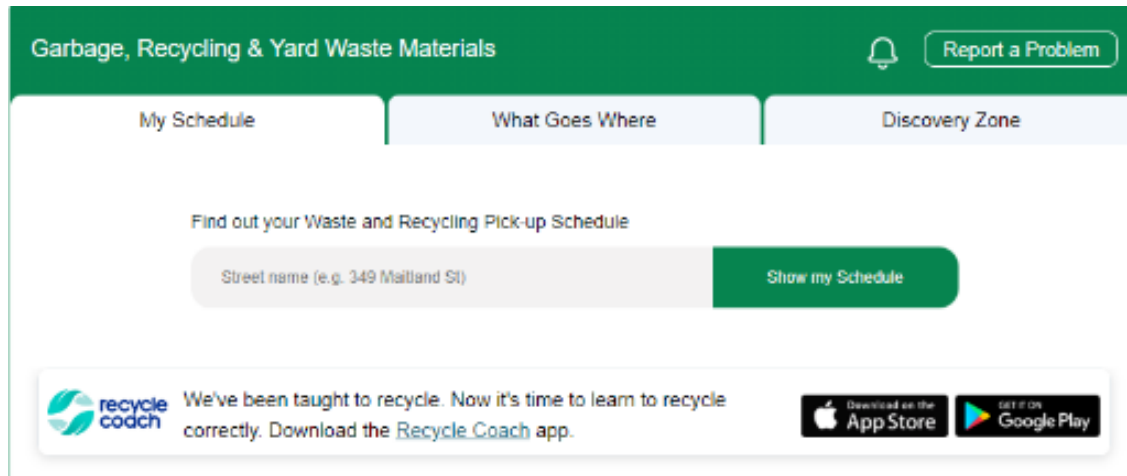 Garbage, Recycling & Yard Waste Materials
Report a Problem
My Schedule
What Goes Where
Discovery Zone
Find out your Waste and Recycling Pick-up Schedule
Street name (e.g. 349 Maitland St)
Show my Schedule
recycle
coach
We've been taught to recycle. Now it's time to learn to recycle
correctly. Download the Recycle Coach app.
Download on the
App Store
GET IT ON
Google Play